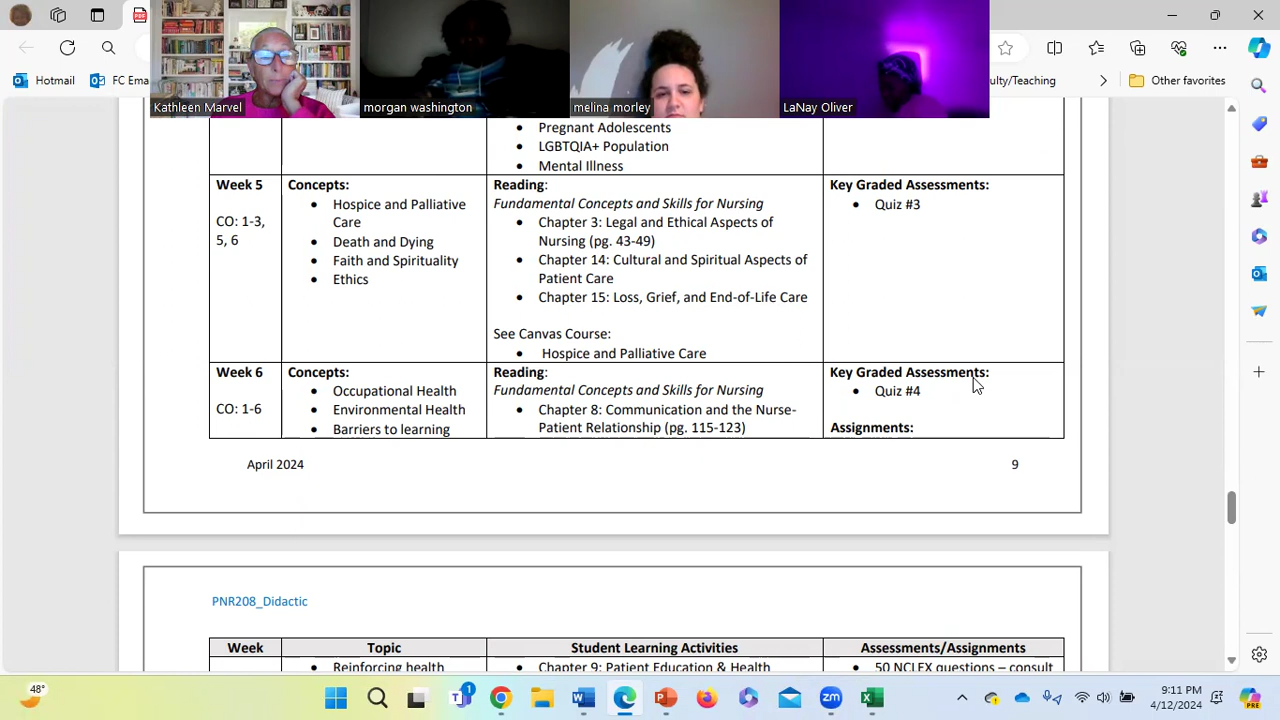 Kathleen Marvel
morgan washington
melina morley
LaNay Oliver
Hotmail
FC Ema
culty/Teaching
Other favorites
Pregnant Adolescents
LGBTQIA+ Population
Mental Illness
Week 5
CO: 1-3,
5, 6
Concepts:
Hospice and Palliative
Care
Death and Dying
Faith and Spirituality
Ethics
Reading:
Fundamental Concepts and Skills for Nursing
Chapter 3: Legal and Ethical Aspects of
Nursing (pg. 43-49)
Chapter 14: Cultural and Spiritual Aspects of
Patient Care
Chapter 15: Loss, Grief, and End-of-Life Care
See Canvas Course:
Hospice and Palliative Care
Key Graded Assessments:
Quiz #3
Week 6
CO: 1-6
Concepts:
Occupational Health
Environmental Health
Barriers to learning
Reading:
Fundamental Concepts and Skills for Nursing
Chapter 8: Communication and the Nurse-
Patient Relationship (pg. 115-123)
Key Graded Assessments:
Quiz #4
Assignments:
April 2024
9
PNR208_Didactic
Week
Topic
Student Learning Activities
Assessments/Assignments
Reinforcing health
Chapter 9: Patient Education & Health
50 NCLEX questions – consult
48°
9:11 PM
4/12/2024